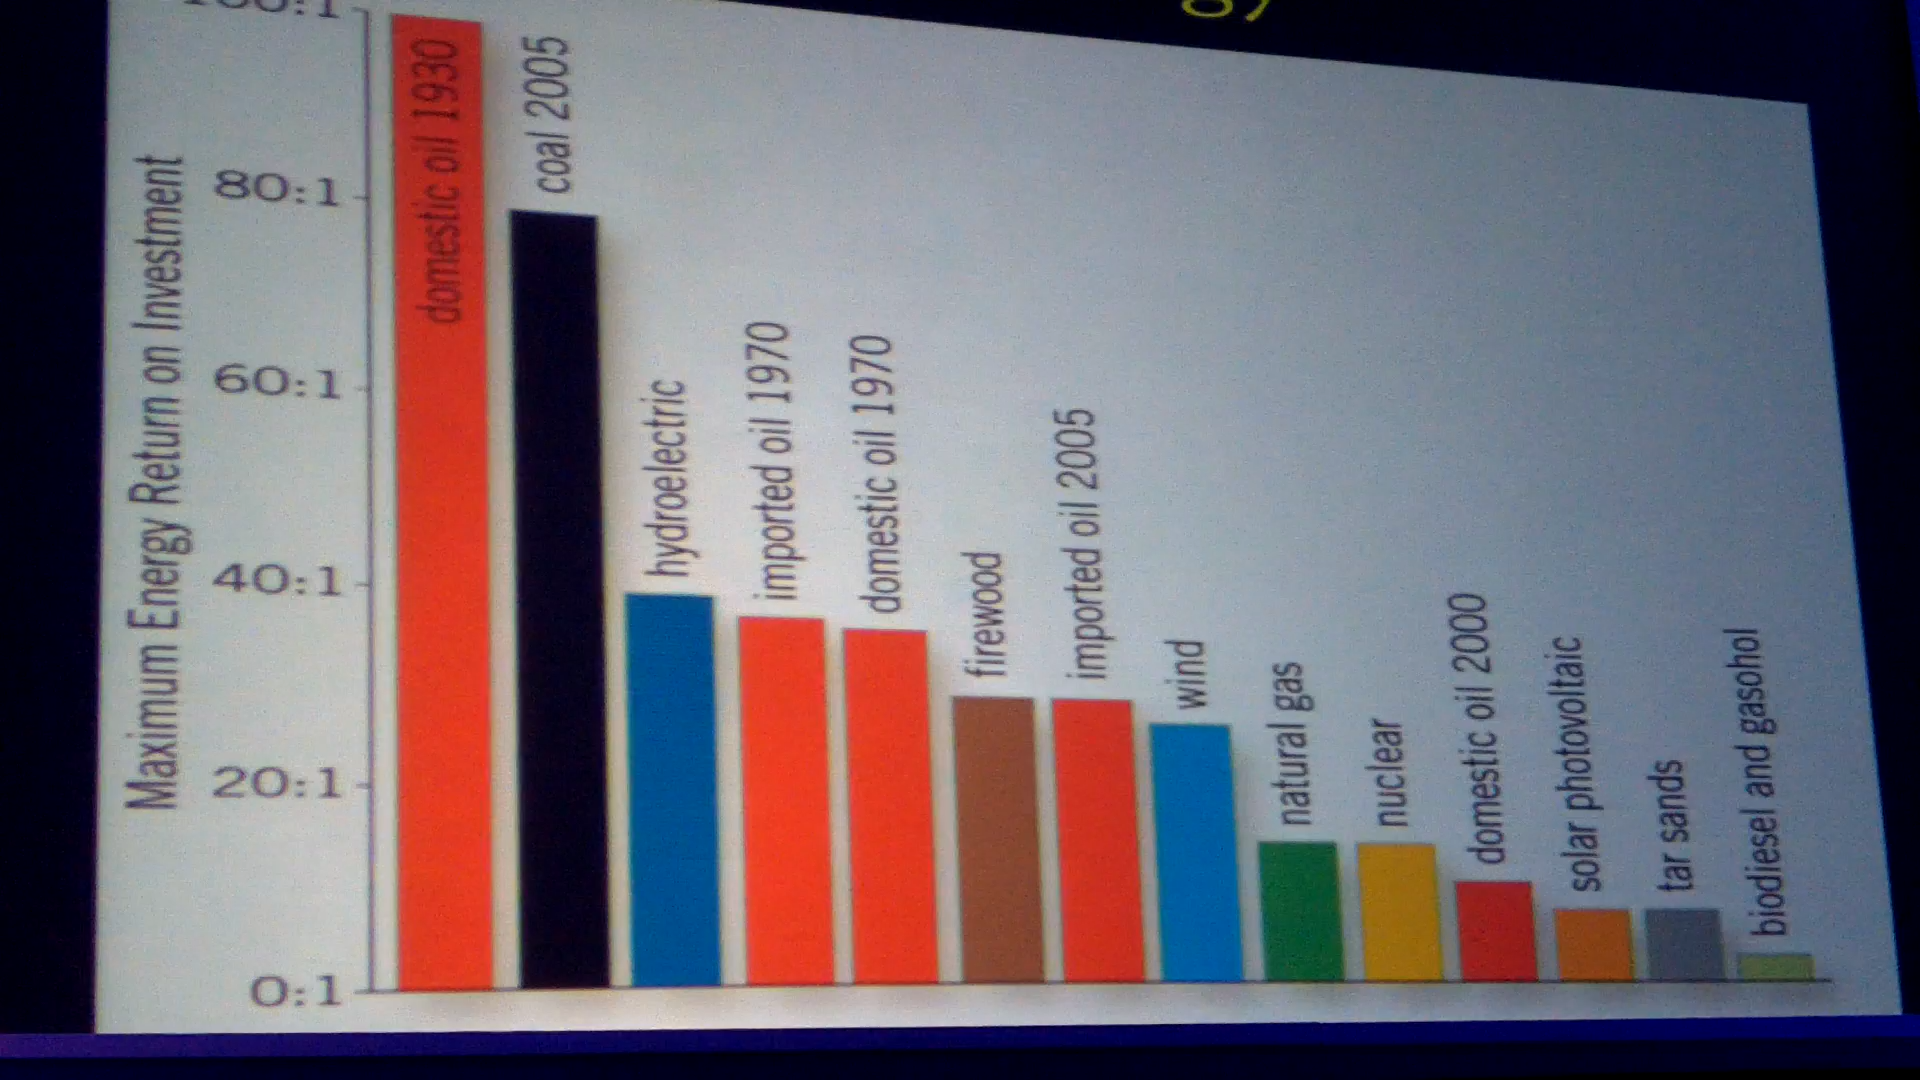 Maximum Energy Return on Investment
80:1
60:1
40:1
20:1
0:1
domestic oil 1930
coal 2005
hydroelectric
imported oil 1970
domestic oil 1970
firewood
imported oil 2005
wind
natural gas
nuclear
domestic oil 2000
solar photovoltaic
tar sands
biodiesel and gasohol